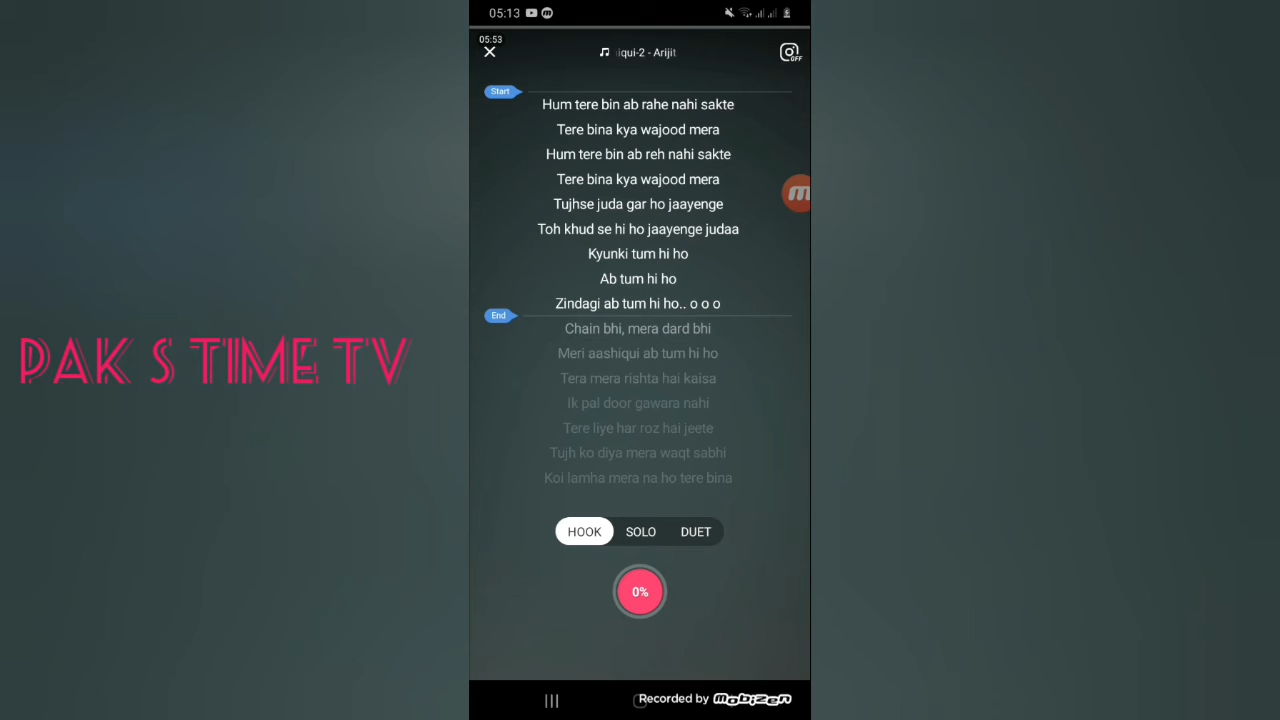 05:13
05:53
iqui-2 - Arijit
OFF
Start
Hum tere bin ab rahe nahi sakte
Tere bina kya wajood mera
Hum tere bin ab reh nahi sakte
Tere bina kya wajood mera
Tujhse juda gar ho jaayenge
Toh khud se hi ho jaayenge judaa
Kyunki tum hi ho
Ab tum hi ho
Zindagi ab tum hi ho.. o o o
End
Chain bhi, mera dard bhi
Meri aashiqui ab tum hi ho
Tera mera rishta hai kaisa
Ik pal door gawara nahi
Tere liye har roz hai jeete
Tujh ko diya mera waqt sabhi
Koi lamha mera na ho tere bina
HOOK SOLO DUET
0%
Recorded by mobizen
PAK S TIME TV